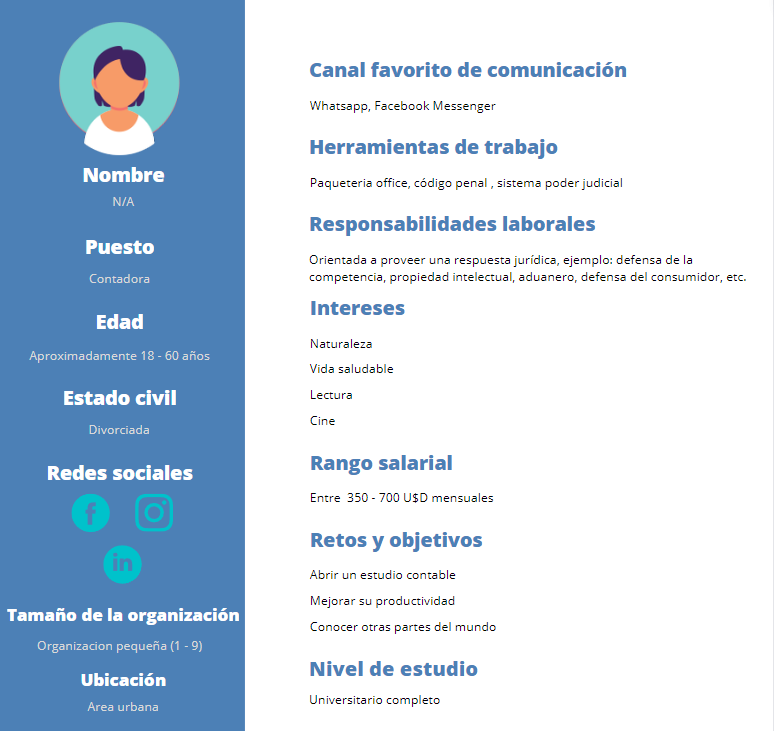 Nombre
N/A
Puesto
Contadora
Edad
Aproximadamente 18 - 60 años
Estado civil
Divorciada
Redes sociales
f
in
Tamaño de la organización
Organizacion pequeña (1 - 9)
Ubicación
Area urbana
Canal favorito de comunicación
Whatsapp, Facebook Messenger
Herramientas de trabajo
Paqueteria office, código penal , sistema poder judicial
Responsabilidades laborales
Orientada a proveer una respuesta jurídica, ejemplo: defensa de la
competencia, propiedad intelectual, aduanero, defensa del consumidor, etc.
Intereses
Naturaleza
Vida saludable
Lectura
Cine
Rango salarial
Entre  350 - 700 U$D mensuales
Retos y objetivos
Abrir un estudio contable
Mejorar su productividad
Conocer otras partes del mundo
Nivel de estudio
Universitario completo